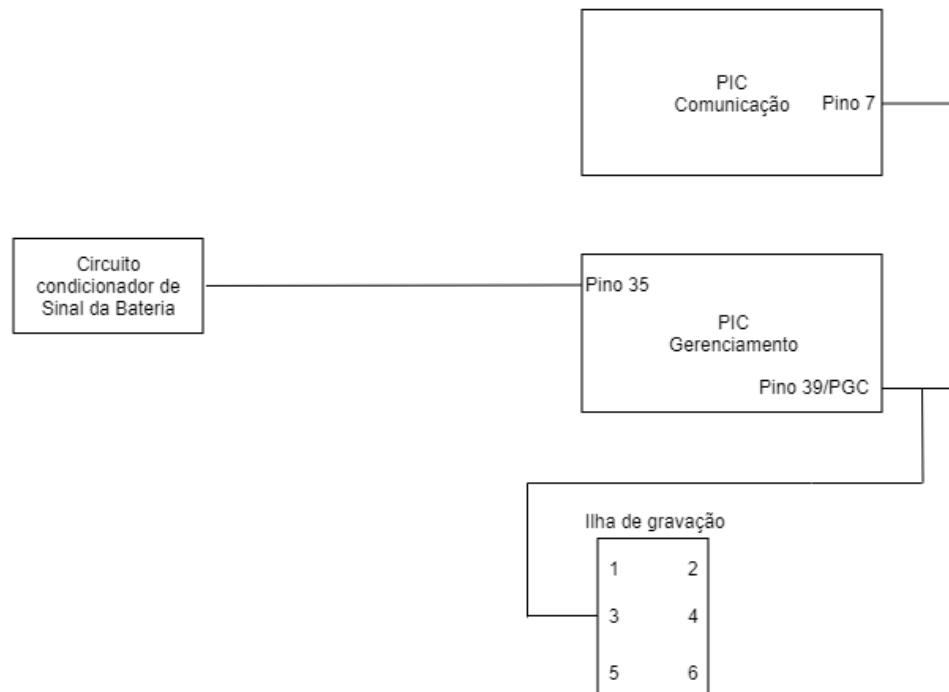 PIC
Comunicação
Pino 7
Circuito
condicionador de
Sinal da Bateria
Pino 35
PIC
Gerenciamento
Pino 39/PGC
Ilha de gravação
1 2
3 4
5 6